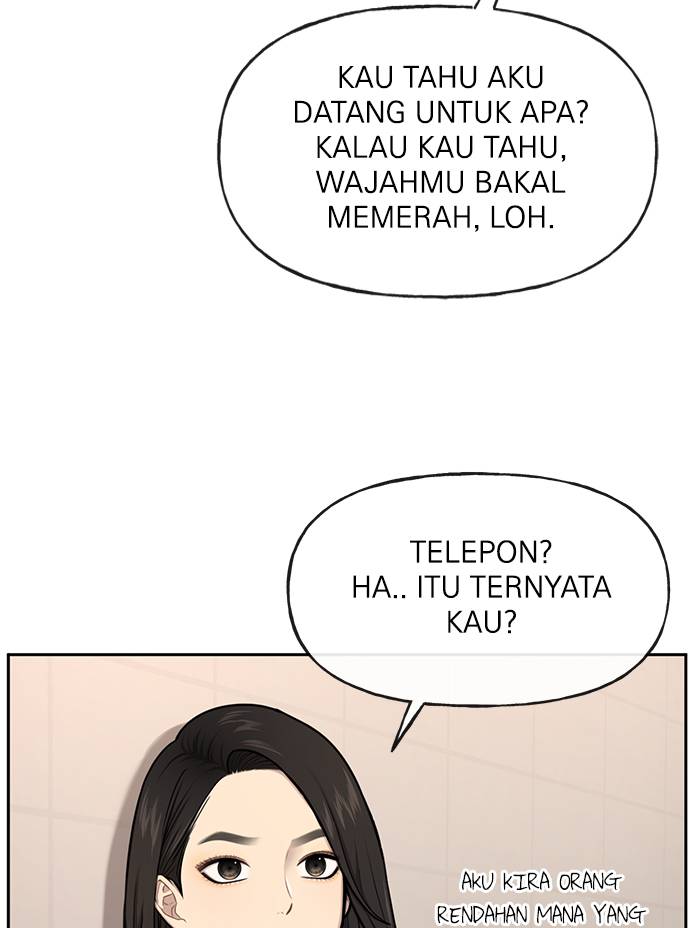 KAU TAHU AKU
DATANG UNTUK APA?
KALAU KAU TAHU,
WAJAHMU BAKAL
MEMERAH, LOH.
TELEPON?
HA.. ITU TERNYATA
KAU?
AKU KIRA ORANG
RENDAHAN MANA YANG